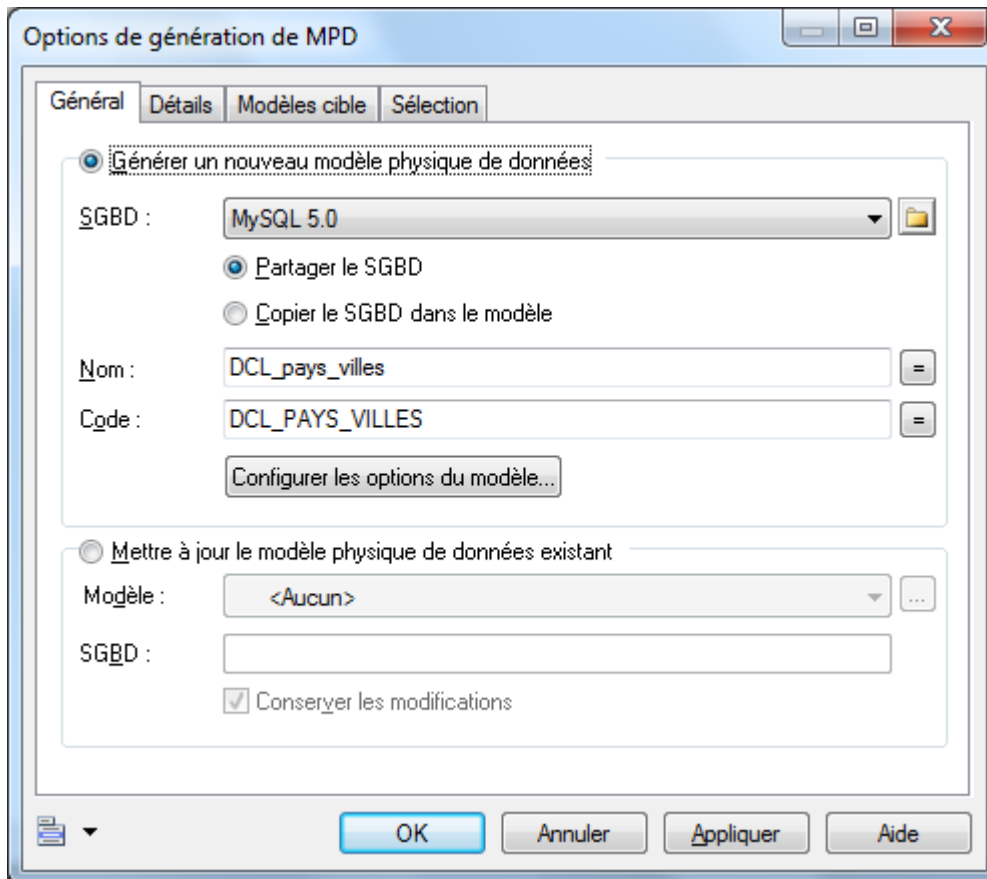 Options de génération de MPD
Général Détails Modèles cible Sélection
Générer un nouveau modèle physique de données
SGBD : MySQL 5.0
Partager le SGBD
Copier le SGBD dans le modèle
Nom : DCL_pays_villes =
Code : DCL_PAYS_VILLES =
Configurer les options du modèle...
Mettre à jour le modèle physique de données existant
Modèle : <Aucun> ...
SGBD :
Conserver les modifications
OK Annuler Appliquer Aide